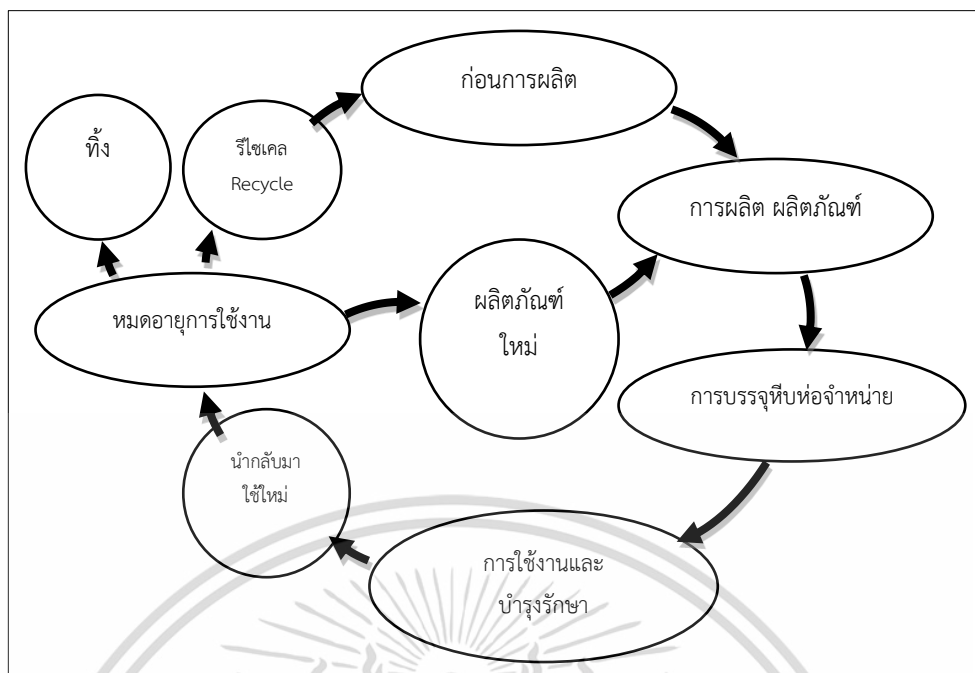 ก่อนการผลิต
ทิ้ง
รีไซเคล
Recycle
การผลิต ผลิตภัณฑ์
หมดอายุการใช้งาน
ผลิตภัณฑ์
ใหม่
การบรรจุหีบห่อจำหน่าย
นำกลับมา
ใช้ใหม่
การใช้งานและ
บำรุงรักษา